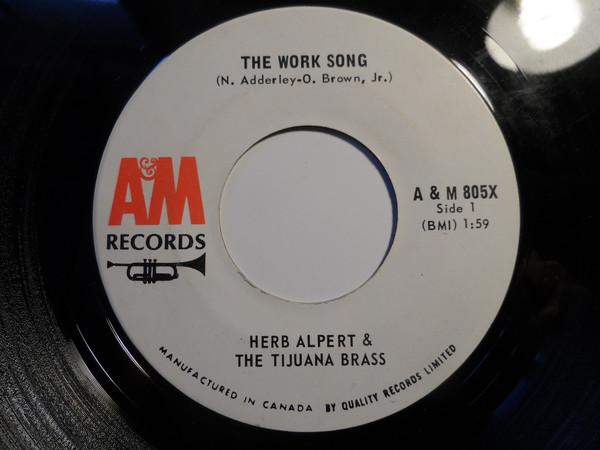 THE WORK SONG
(N. Adderley-O. Brown, Jr.)
A&M
RECORDS
A & M 805X
Side 1
(BMI) 1:59
HERB ALPERT &
THE TIJUANA BRASS
MANUFACTURED IN CANADA BY QUALITY RECORDS LIMITED